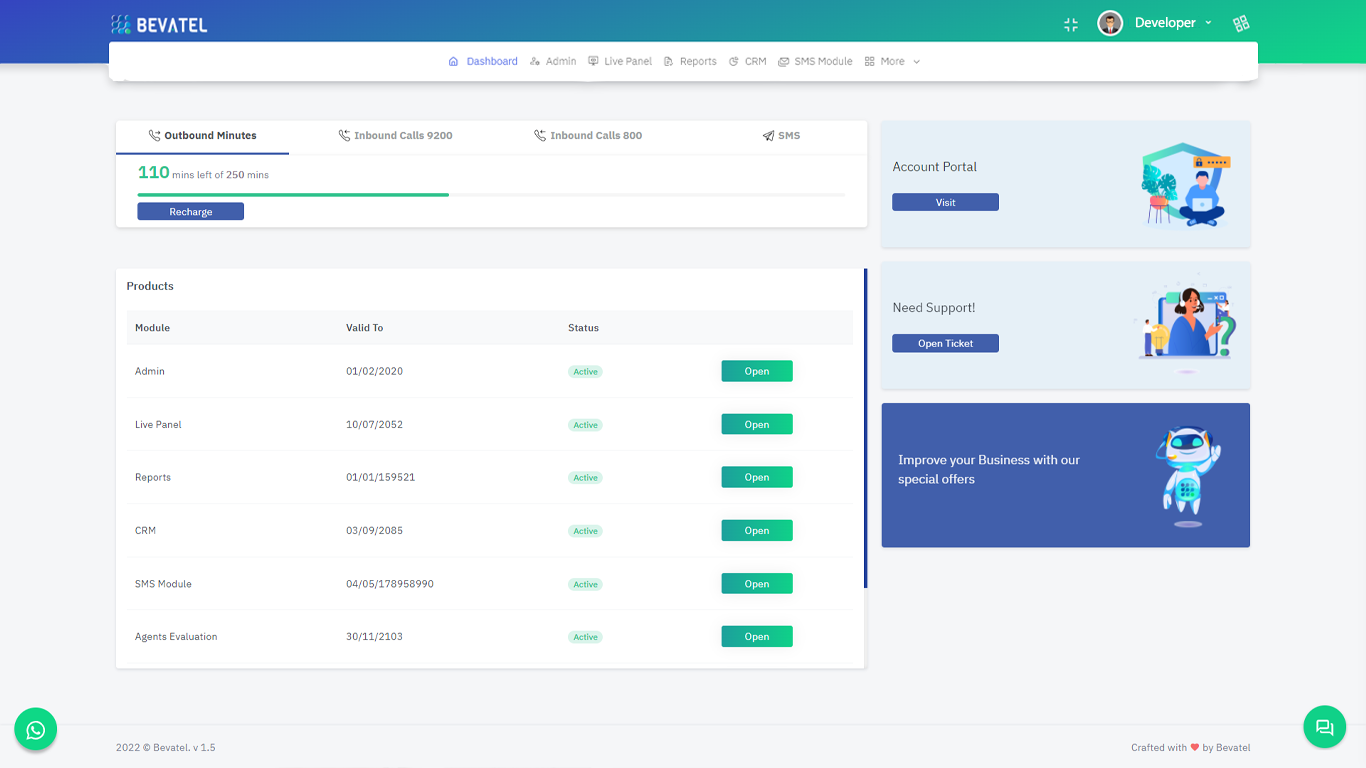 BEVATEL
Developer
Dashboard Admin Live Panel Reports CRM SMS Module More
Outbound Minutes Inbound Calls 9200 Inbound Calls 800 SMS
110 mins left of 250 mins
Recharge
Account Portal
Visit
Products
Module Valid To Status
Admin 01/02/2020 Active Open
Live Panel 10/07/2052 Active Open
Reports 01/01/159521 Active Open
CRM 03/09/2085 Active Open
SMS Module 04/05/178958990 Active Open
Agents Evaluation 30/11/2103 Active Open
Need Support!
Open Ticket
Improve your Business with our
special offers
2022 © Bevatel. v 1.5
Crafted with ❤ by Bevatel